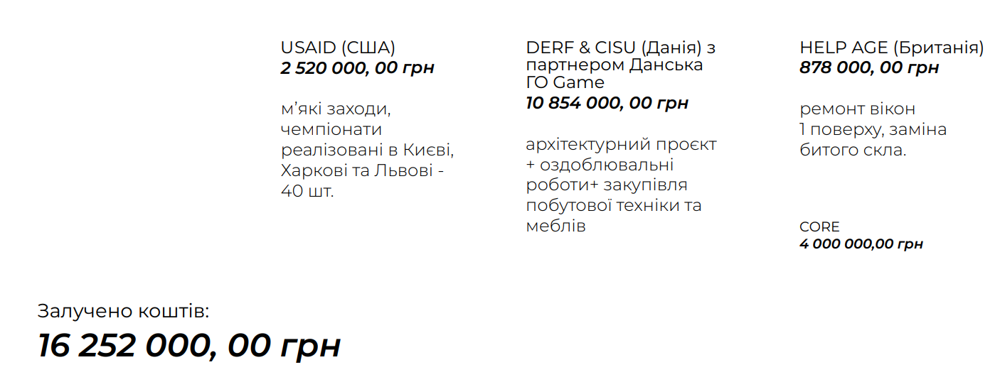 USAID (США)
2 520 000, 00 грн
м’які заходи,
чемпіонати
реалізовані в Києві,
Харкові та Львові -
40 шт.
DERF & CISU (Данія) з
партнером Данська
ГО Game
10 854 000, 00 грн
архітектурний проєкт
+ оздоблювальні
роботи+ закупівля
побутової техніки та
меблів
HELP AGE (Британія)
878 000, 00 грн
ремонт вікон
1 поверху, заміна
битого скла.
CORE
4 000 000,00 грн
Залучено коштів:
16 252 000, 00 грн